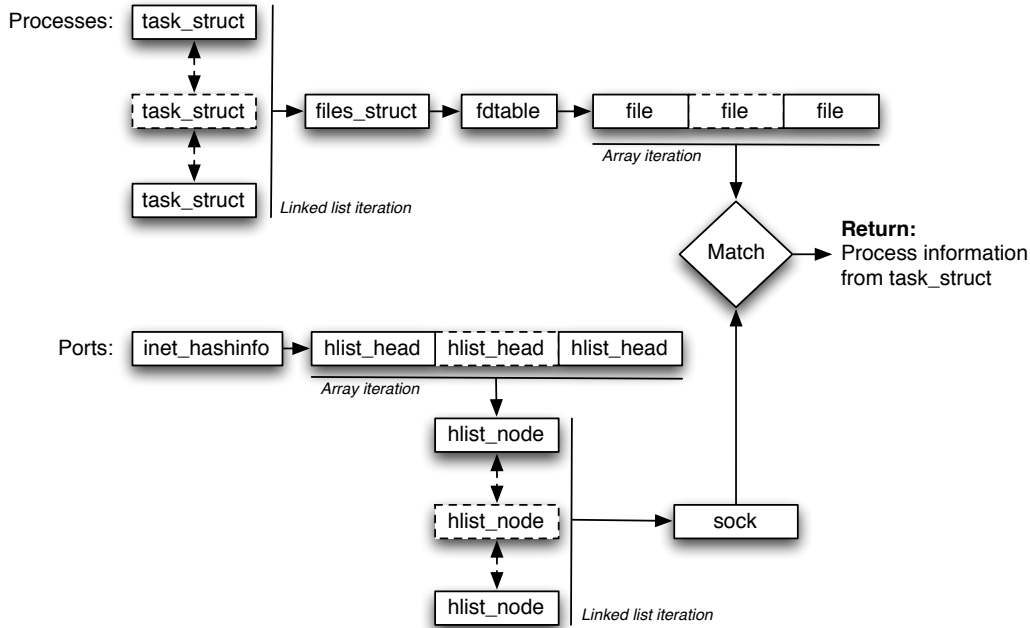 Processes:
task_struct
task_struct
task_struct
Linked list iteration
files_struct
fdtable
file file file
Array iteration
Match
Return:
Process information
from task_struct
Ports:
inet_hashinfo
hlist_head hlist_head hlist_head
Array iteration
hlist_node
hlist_node
hlist_node
Linked list iteration
sock